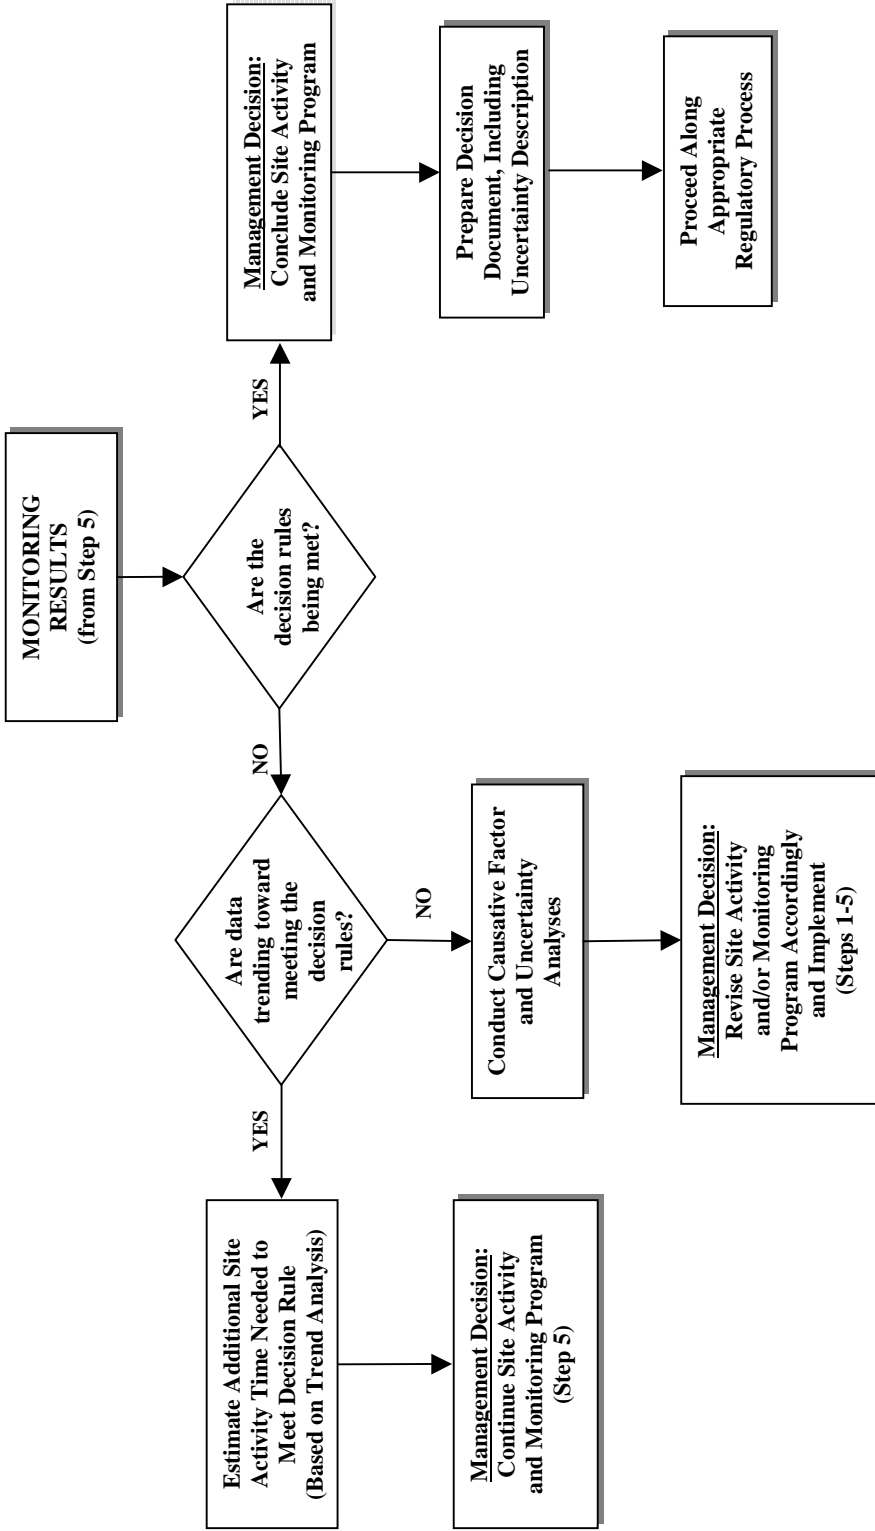 MONITORING
RESULTS
(from Step 5)
Are the
decision rules
being met?
YES
Management Decision:
Conclude Site Activity
and Monitoring Program
Prepare Decision
Document, Including
Uncertainty Description
Proceed Along
Appropriate
Regulatory Process
NO
Are data
trending toward
meeting the
decision
rules?
NO
Conduct Causative Factor
and Uncertainty
Analyses
Management Decision:
Revise Site Activity
and/or Monitoring
Program Accordingly
and Implement
(Steps 1-5)
YES
Estimate Additional Site
Activity Time Needed to
Meet Decision Rule
(Based on Trend Analysis)
Management Decision:
Continue Site Activity
and Monitoring Program
(Step 5)